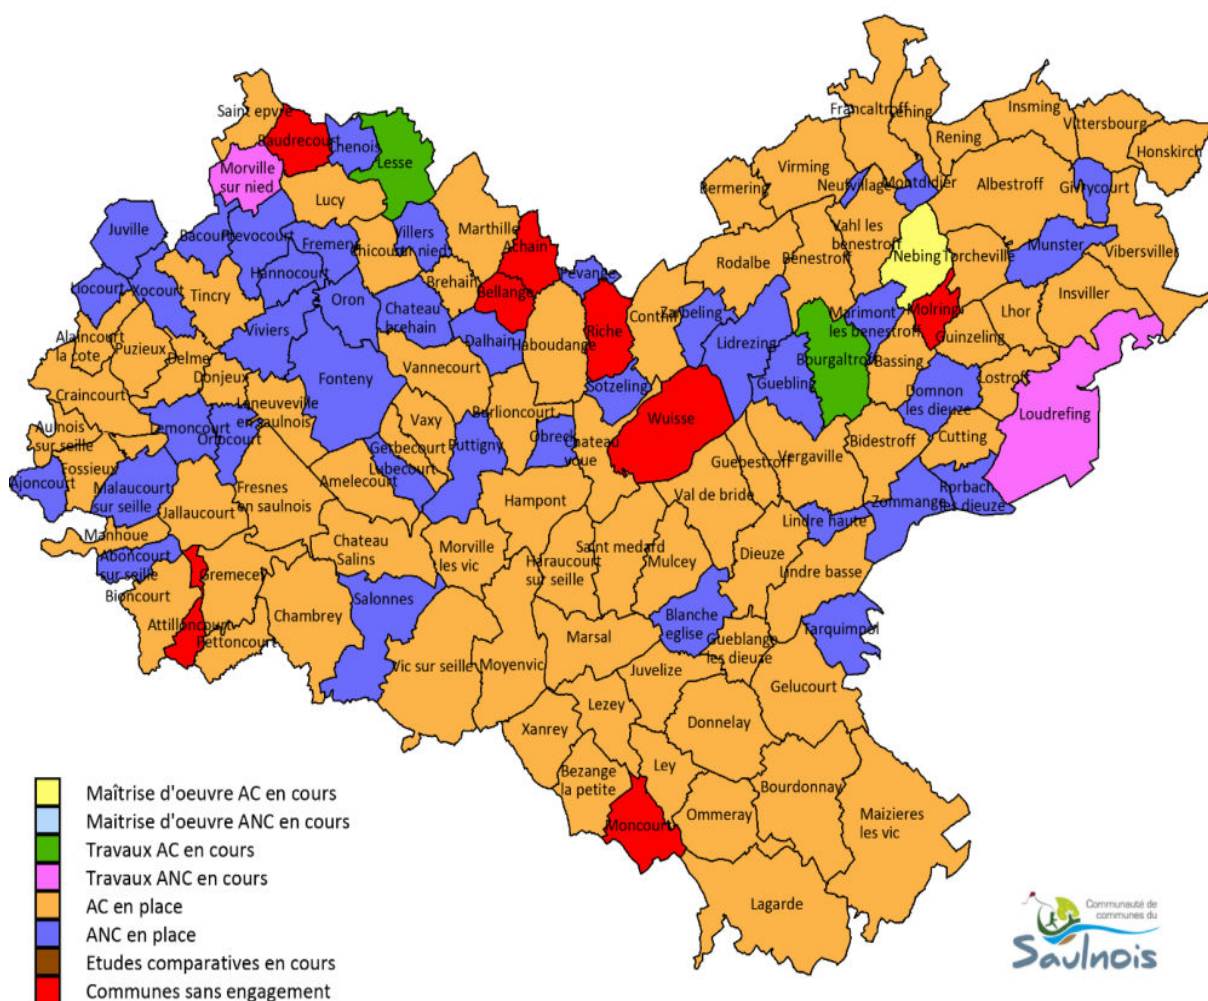 Saint epvre
Baudrecourt
Chenois
Lesse
Morville
sur nied
Lucy
Juville
Bacourt
Prevocourt
Fremery
Chicourt
Villers
sur nied
Marthille
Achain
Hannocourt
Liocourt
Xocourt
Tincry
Oron
Brehain
Bellange
Pevange
Chateau
brehain
Viviers
Alaincourt
la cote
Puzieux
Delme
Donjeux
Dalhain
Haboudange
Riche
Conthil
Zarbeling
Rodalbe
Benestroff
Bermering
Virming
Francaltroff
Lening
Rening
Insming
Vittersbourg
Honskirch
Neufvillage
Montdidier
Albestroff
Givrycourt
Vahl les
benestroff
Nebing
Torcheville
Munster
Vibersviller
Insviller
Lhor
Molring
Guinzeling
Marimont
les benestroff
Bassing
Lidrezing
Bourgaltroff
Guebling
Domnon
les dieuze
Lostroff
Loudrefing
Cutting
Bidestroff
Vergaville
Guebestroff
Val de bride
Zommange
Rorbach
les dieuze
Lindre haute
Dieuze
Lindre basse
Tarquimpol
Craincourt
Laneuveville
en saulnois
Fonteny
Vannecourt
Sotzeling
Wuisse
Aulnois
sur seille
Lemoncourt
Oriocourt
Vaxy
Burlioncourt
Gerbecourt
Puttigny
Obreck
Chateau
voue
Fossieux
Ajoncourt
Malaucourt
sur seille
Fresnes
en saulnois
Amelecourt
Lubecourt
Hampont
Jallaucourt
Manhoue
Aboncourt
sur seille
Gremecey
Chateau
Salins
Morville
les vic
Haraucourt
sur seille
Saint medard
Mulcey
Bioncourt
Attilloncourt
Pettoncourt
Chambrey
Salonnes
Blanche
eglise
Gueblange
les dieuze
Marsal
Vic sur seille
Moyenvic
Juvelize
Gelucourt
Lezey
Donnelay
Xanrey
Bezange
la petite
Ley
Bourdonnay
Moncourt
Ommeray
Maizieres
les vic
Lagarde
Maîtrise d'oeuvre AC en cours
Maitrise d'oeuvre ANC en cours
Travaux AC en cours
Travaux ANC en cours
AC en place
ANC en place
Etudes comparatives en cours
Communes sans engagement
Communauté de
communes du
Saulnois